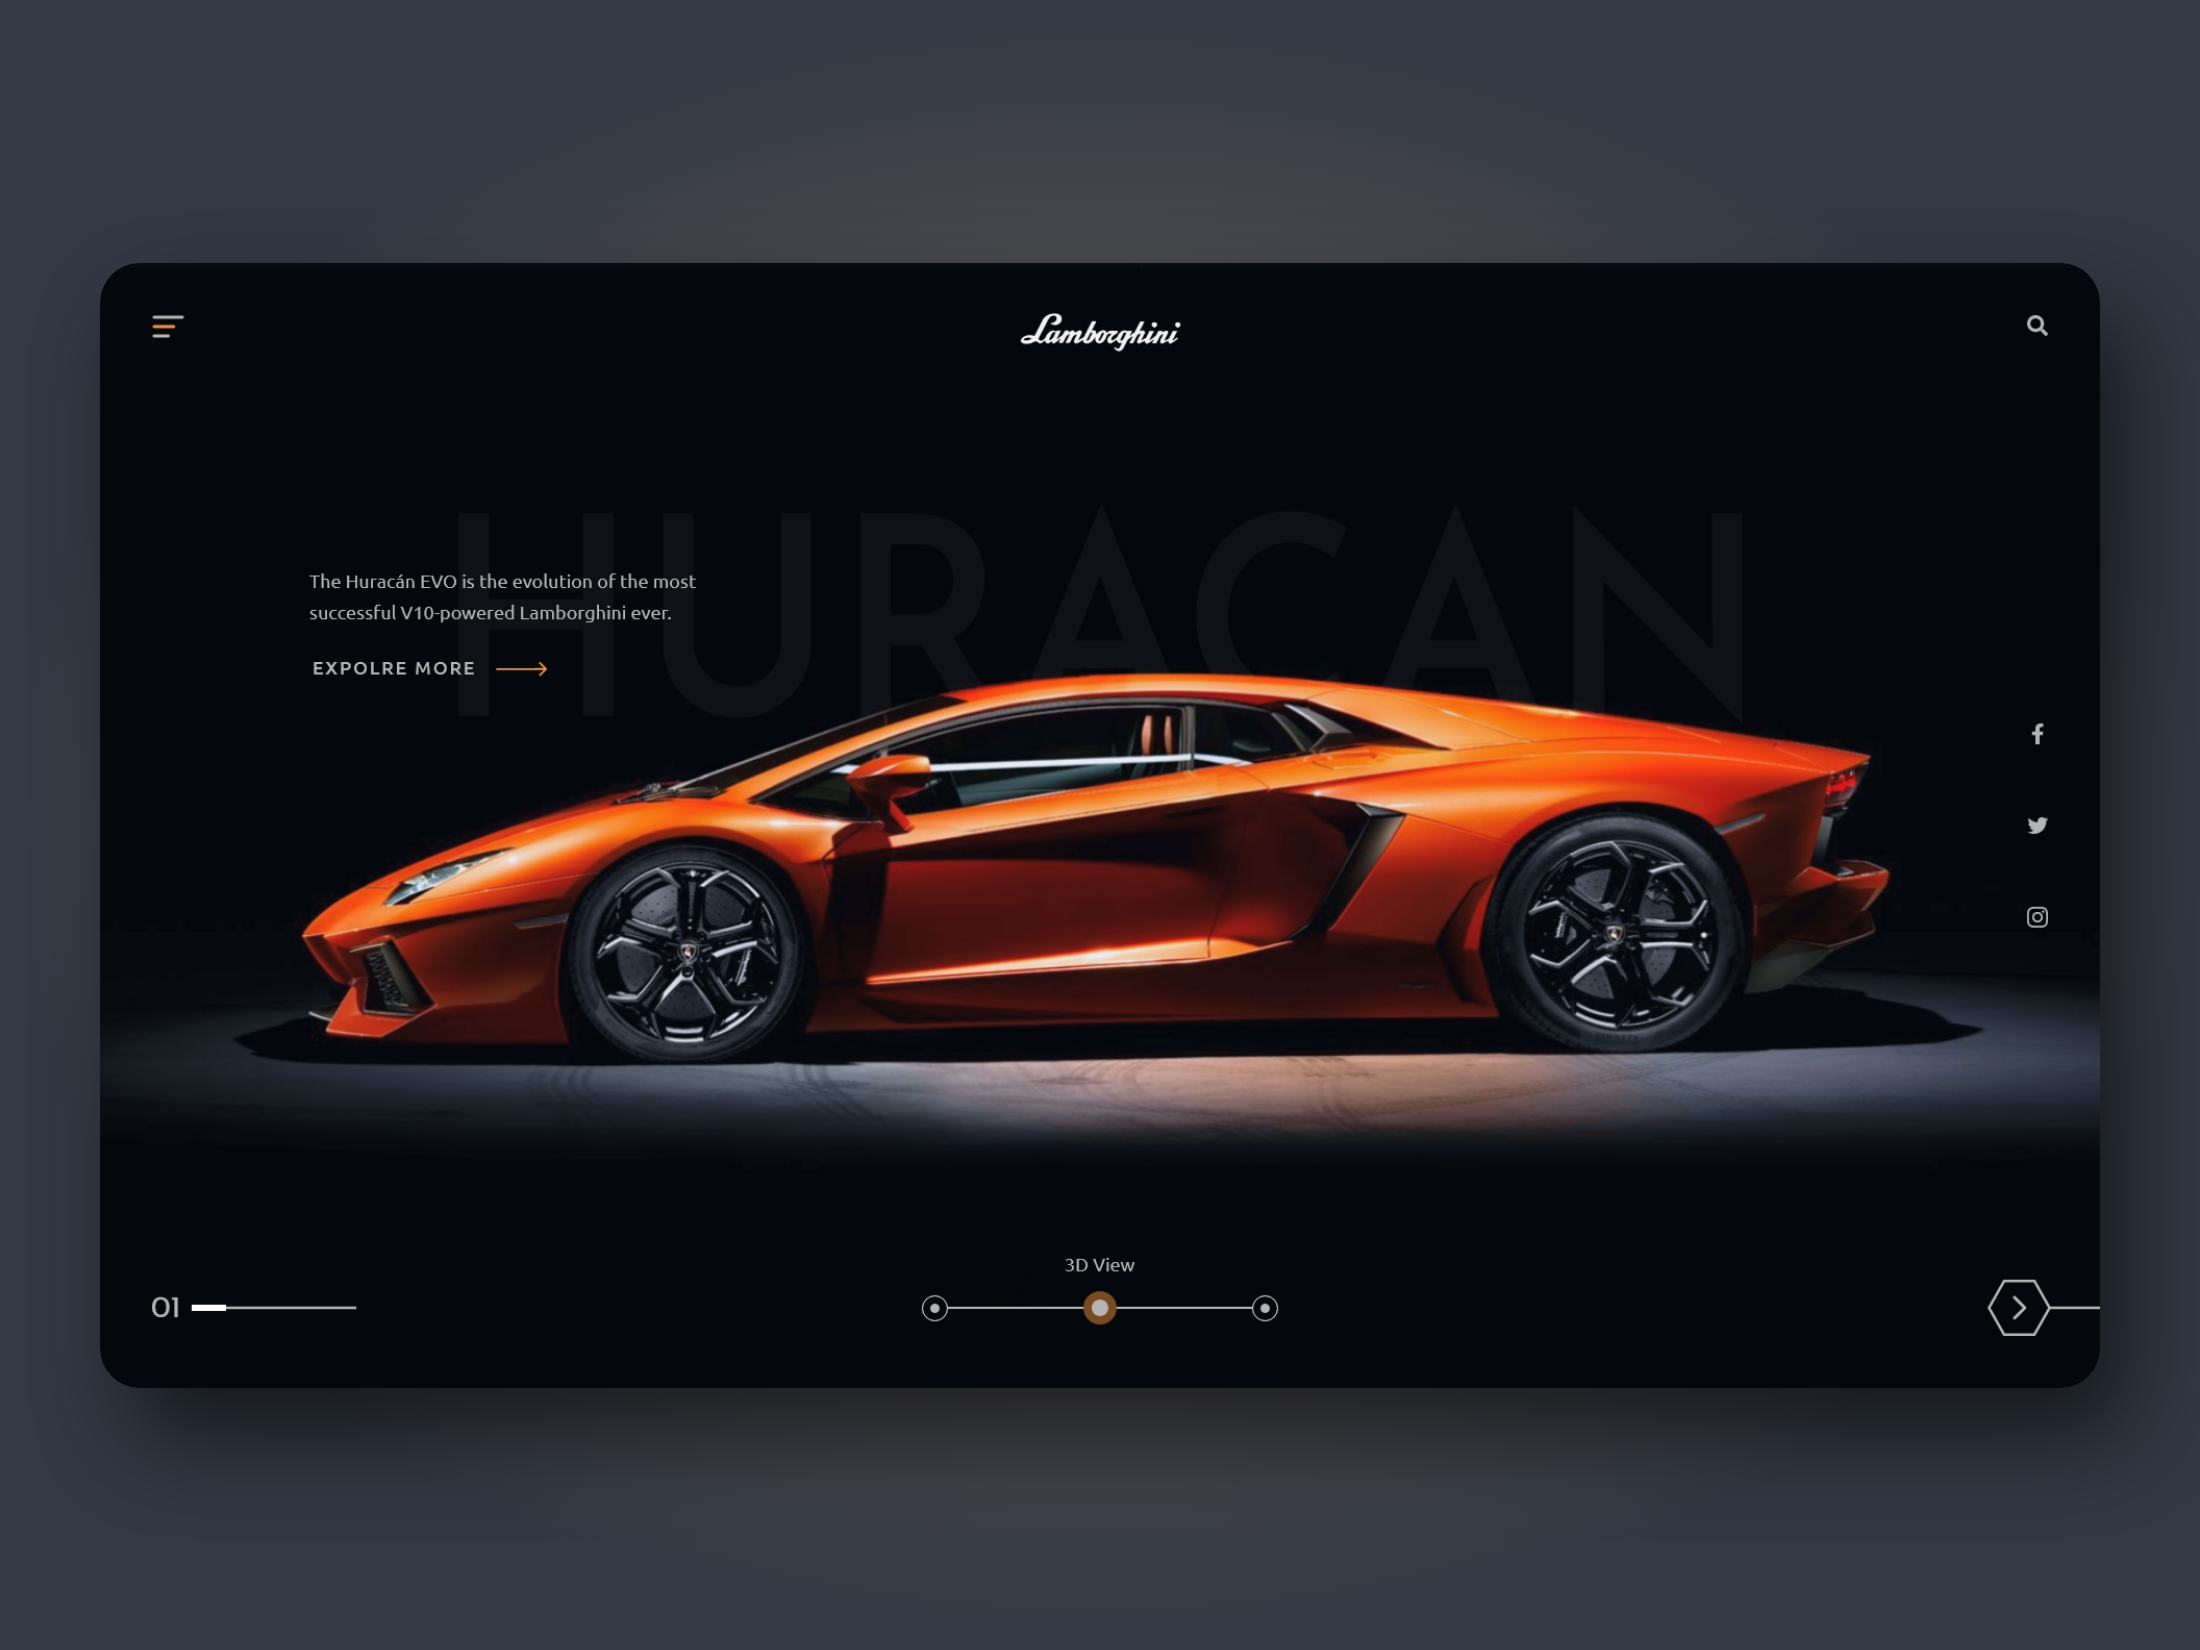 Lamborghini
HURACAN
The Huracán EVO is the evolution of the most
successful V10-powered Lamborghini ever.
EXPOLRE MORE
3D View
01